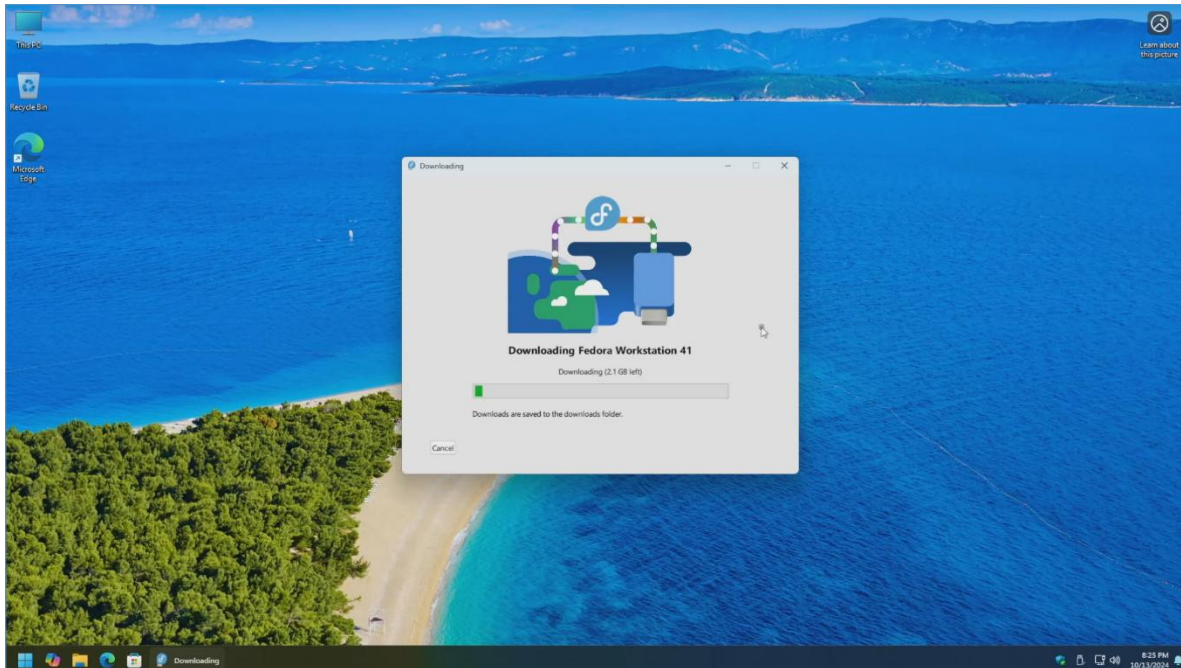 This PC
Recycle Bin
Microsoft
Edge
Learn about
this picture
Downloading
Downloading Fedora Workstation 41
Downloading (2.1 GB left)
Downloads are saved to the downloads folder.
Cancel
Downloading
8:25 PM
10/13/2024